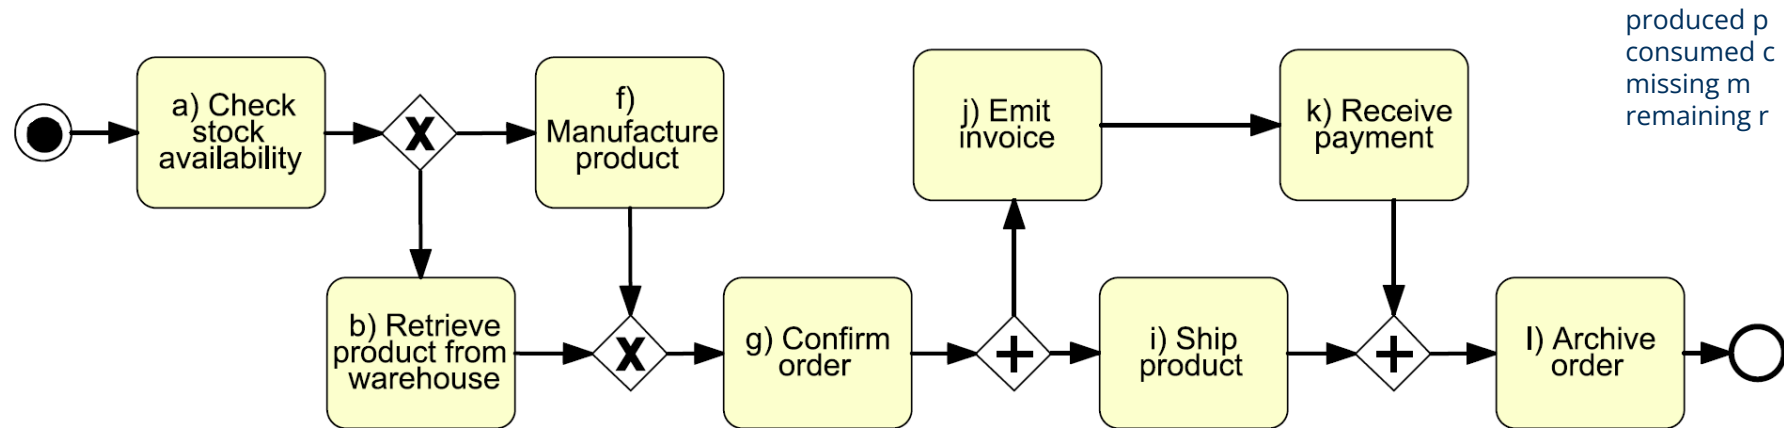 produced p
consumed c
missing m
remaining r
a) Check
stock
availability
X
f)
Manufacture
product
j) Emit
invoice
k) Receive
payment
b) Retrieve
product from
warehouse
X
g) Confirm
order
+
i) Ship
product
+
l) Archive
order